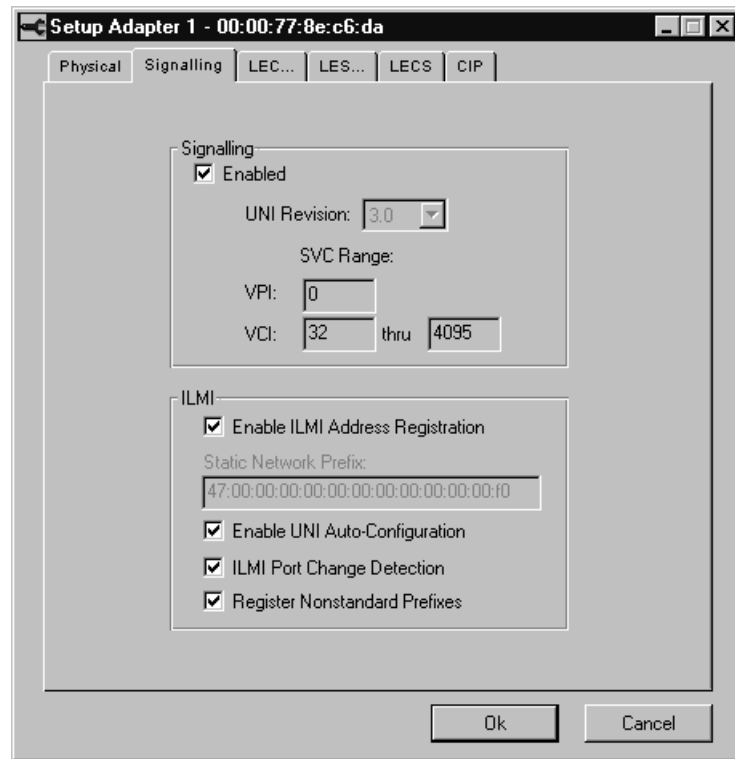 Setup Adapter 1 - 00:00:77:8e:c6:da
Physical Signalling LEC... LES... LECS CIP
Signalling
Enabled
UNI Revision: 3.0
SVC Range:
VPI: 0
VCI: 32 thru 4095
ILMI
Enable ILMI Address Registration
Static Network Prefix:
47:00:00:00:00:00:00:00:00:00:00:00:f0
Enable UNI Auto-Configuration
ILMI Port Change Detection
Register Nonstandard Prefixes
Ok Cancel